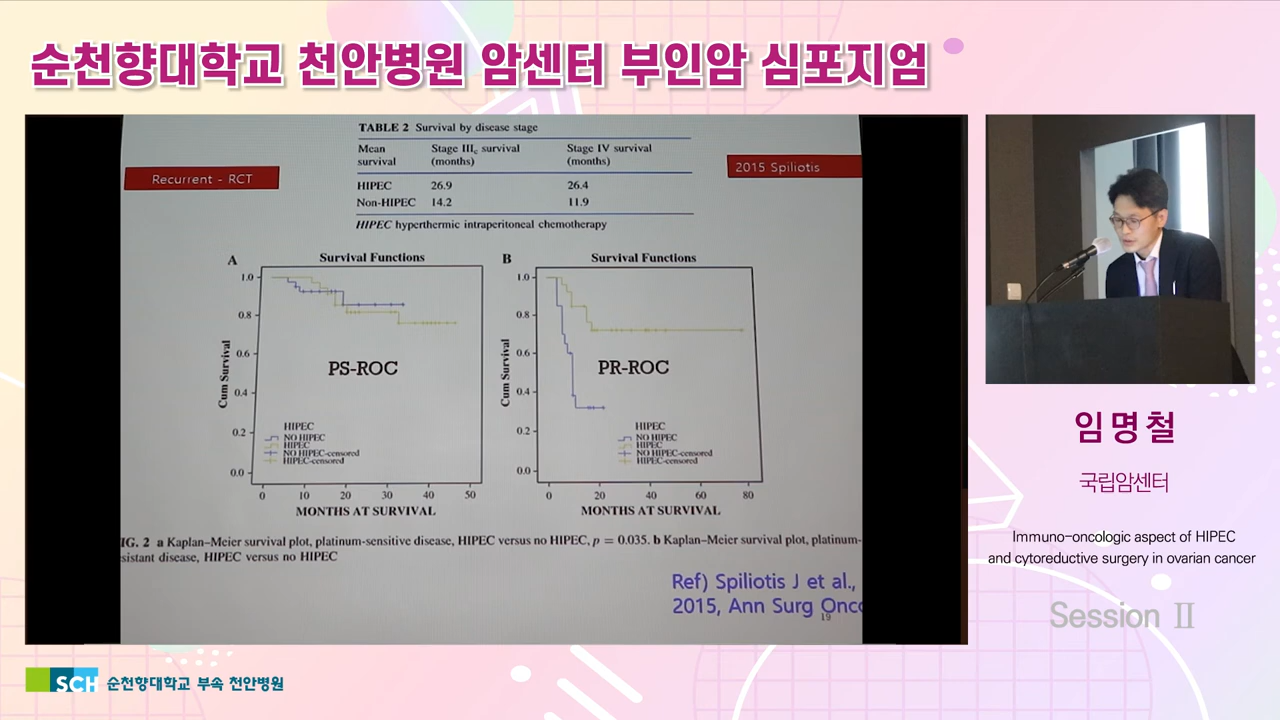 순천향대학교 천안병원 암센터 부인암 심포지엄
TABLE 2 Survival by disease stage
Mean survival
Stage IIIc survival (months)
Stage IV survival (months)
HIPEC 26.9 26.4
Non-HIPEC 14.2 11.9
HIPEC hyperthermic intraperitoneal chemotherapy
Recurrent - RCT
2015 Spiliotis
A Survival Functions
Cum Survival
1.0
0.8
0.6
0.4
0.2
0.0
PS-ROC
HIPEC
NO HIPEC
HIPEC
NO HIPEC-censored
HIPEC-censored
0 10 20 30 40 50
MONTHS AT SURVIVAL
B Survival Functions
Cum Survival
1.0
0.8
0.6
0.4
0.2
0.0
PR-ROC
HIPEC
NO HIPEC
HIPEC
NO HIPEC-censored
HIPEC-censored
0 20 40 60 80
MONTHS AT SURVIVAL
IG. 2 a Kaplan–Meier survival plot, platinum-sensitive disease, HIPEC versus no HIPEC, p = 0.035. b Kaplan–Meier survival plot, platinum-
sistant disease, HIPEC versus no HIPEC
Ref) Spiliotis J et al.,
2015, Ann Surg Onco
19
임명철
국립암센터
Immuno-oncologic aspect of HIPEC
and cytoreductive surgery in ovarian cancer
Session Ⅱ
SCH 순천향대학교 부속 천안병원